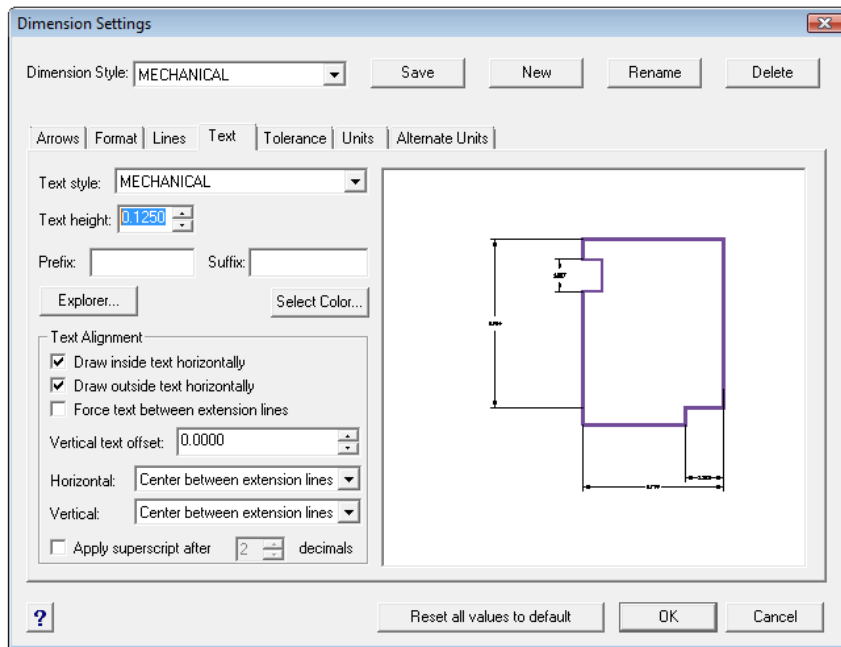 Dimension Settings
Dimension Style: MECHANICAL Save New Rename Delete
Arrows Format Lines Text Tolerance Units Alternate Units
Text style: MECHANICAL
Text height: 0.1250
Prefix: Suffix:
Explorer... Select Color...
Text Alignment
Draw inside text horizontally
Draw outside text horizontally
Force text between extension lines
Vertical text offset: 0.0000
Horizontal: Center between extension lines
Vertical: Center between extension lines
Apply superscript after 2 decimals
? Reset all values to default OK Cancel